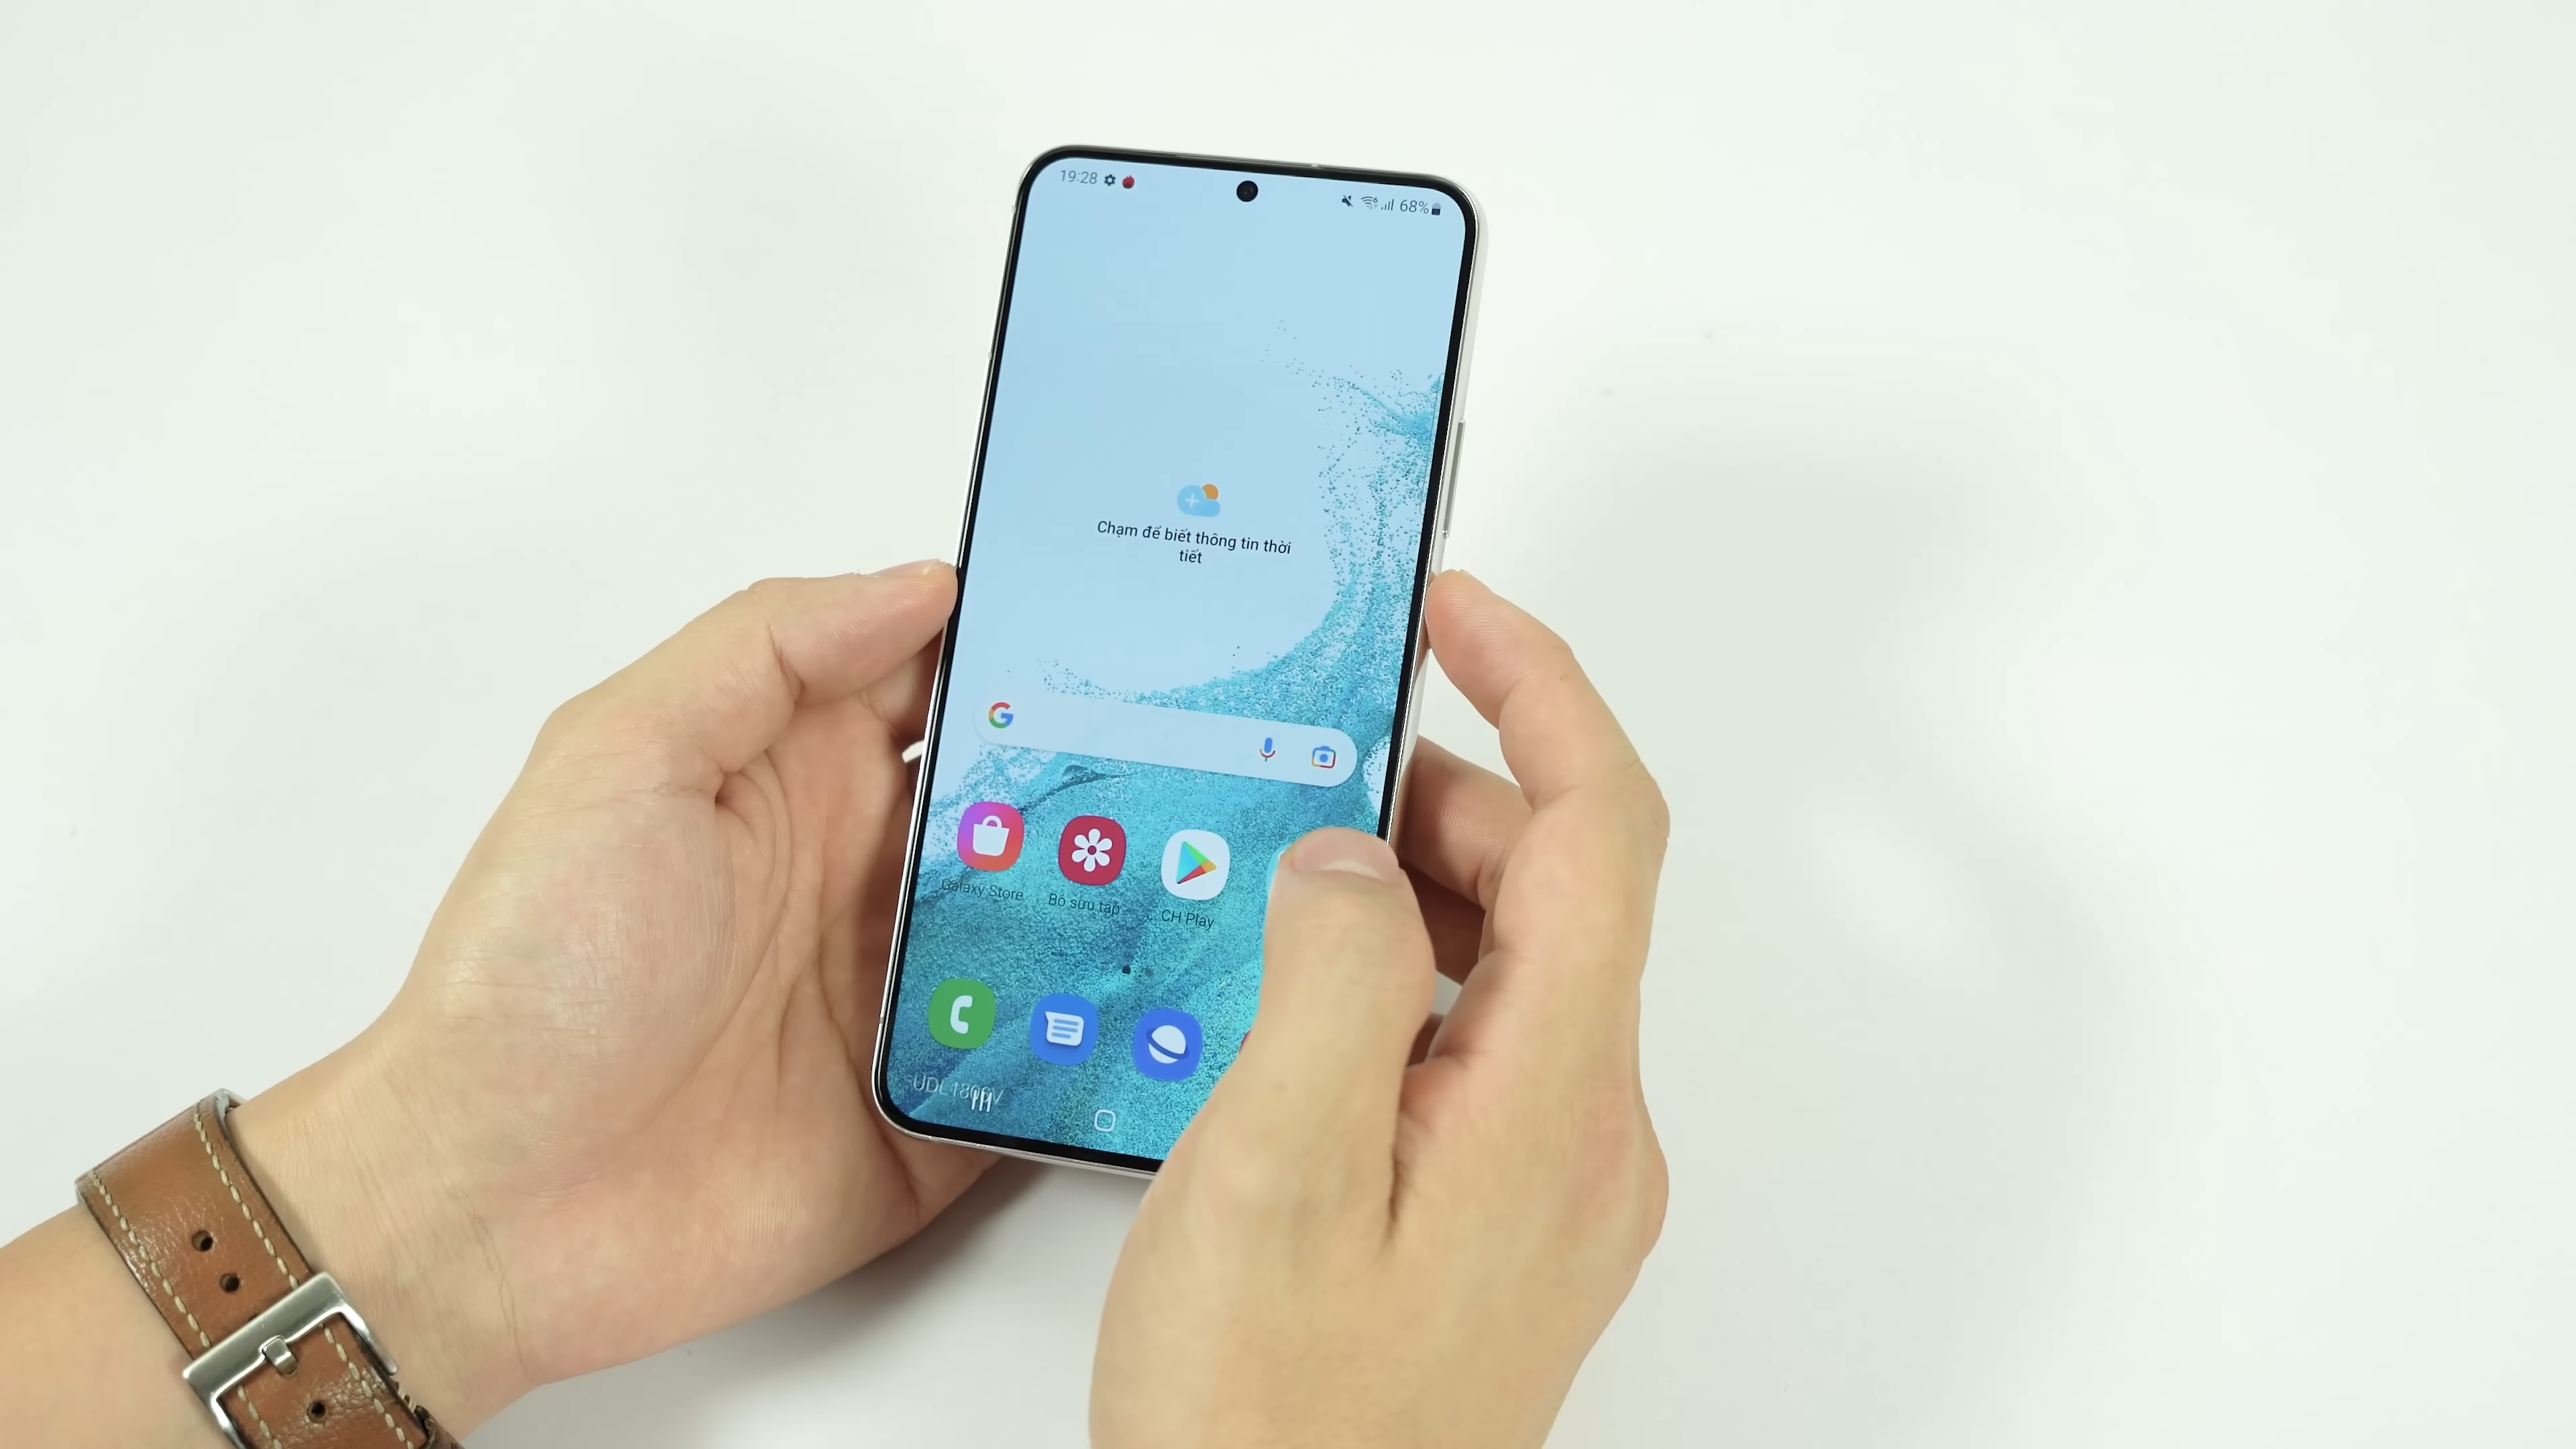 19:28
68%
Chạm để biết thông tin thời
tiết
G
Galaxy Store
Bộ sưu tập
CH Play